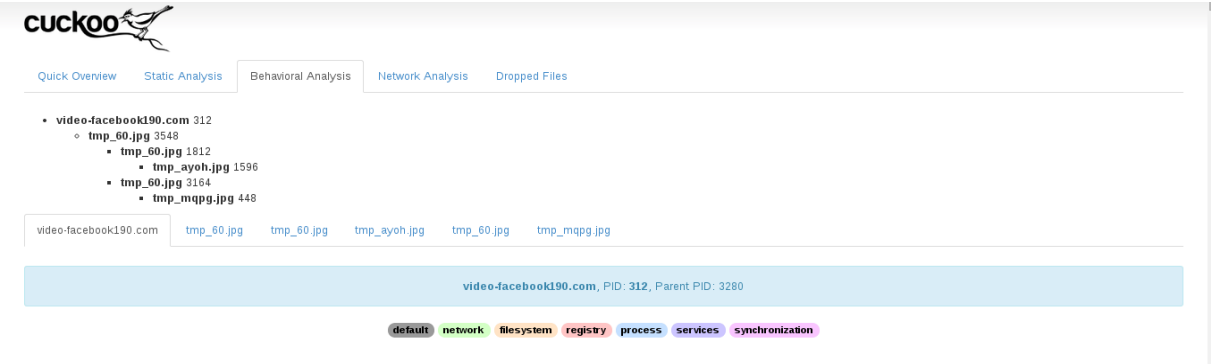 cuckoo
Quick Overview Static Analysis Behavioral Analysis Network Analysis Dropped Files
video-facebook190.com 312
tmp_60.jpg 3548
tmp_60.jpg 1812
tmp_ayoh.jpg 1596
tmp_60.jpg 3164
tmp_mqpg.jpg 448
video-facebook190.com tmp_60.jpg tmp_60.jpg tmp_ayoh.jpg tmp_60.jpg tmp_mqpg.jpg
video-facebook190.com, PID: 312, Parent PID: 3280
default network filesystem registry process services synchronization